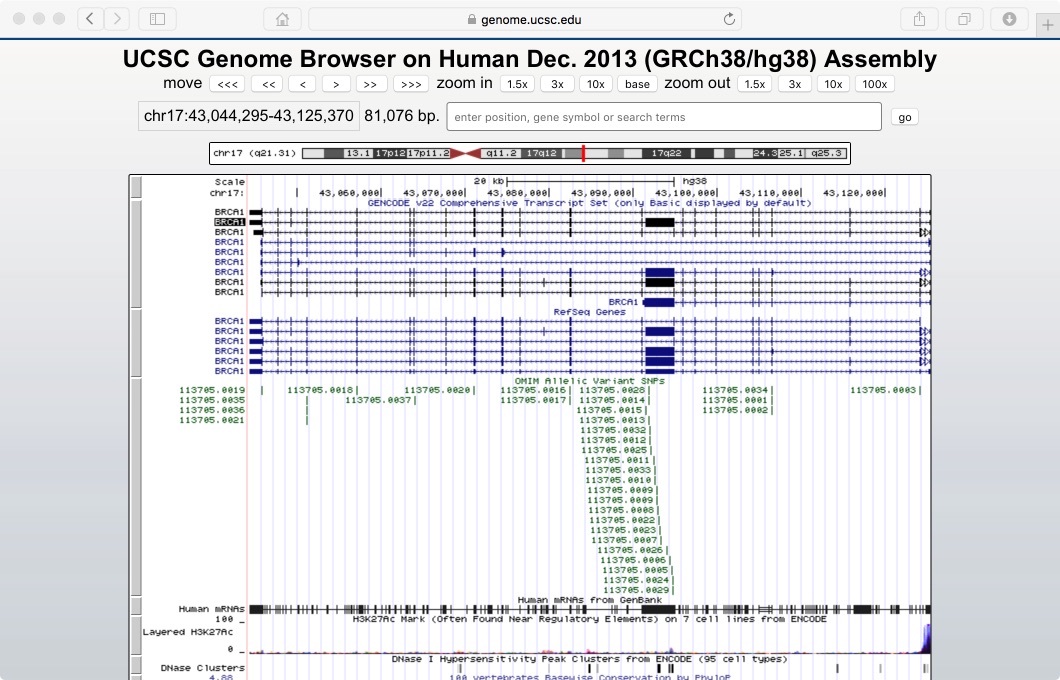 genome.ucsc.edu
UCSC Genome Browser on Human Dec. 2013 (GRCh38/hg38) Assembly
move <<< << < > >> >>> zoom in 1.5x 3x 10x base zoom out 1.5x 3x 10x 100x
chr17:43,044,295-43,125,370 81,076 bp. enter position, gene symbol or search terms go
chr17 (q21.31) 13.1 17p12 17p11.2 q11.2 17q12 17q22 24.3 25.1 q25.3
Scale 20 kb hg38
chr17: 43,060,000 43,070,000 43,080,000 43,090,000 43,100,000 43,110,000 43,120,000
GENCODE v22 Comprehensive Transcript Set (only Basic displayed by default)
BRCA1
BRCA1
BRCA1
BRCA1
BRCA1
BRCA1
BRCA1
BRCA1
BRCA1
BRCA1
RefSeq Genes
BRCA1
BRCA1
BRCA1
BRCA1
BRCA1
BRCA1
OMIM Allelic Variant SNPs
113705.0019 113705.0018 113705.0020 113705.0016 113705.0028 113705.0034 113705.0003
113705.0035 113705.0037 113705.0017 113705.0014 113705.0001
113705.0036 113705.0015 113705.0002
113705.0021 113705.0013
113705.0032
113705.0012
113705.0025
113705.0011
113705.0033
113705.0010
113705.0009
113705.0009
113705.0008
113705.0022
113705.0023
113705.0007
113705.0026
113705.0006
113705.0005
113705.0024
113705.0029
Human mRNAs from GenBank
Human mRNAs
100 _ H3K27Ac Mark (Often Found Near Regulatory Elements) on 7 cell lines from ENCODE
Layered H3K27Ac
0 _
DNase I Hypersensitivity Peak Clusters from ENCODE (95 cell types)
DNase Clusters
4.88 100 vertebrates Basewise Conservation by PhyloP